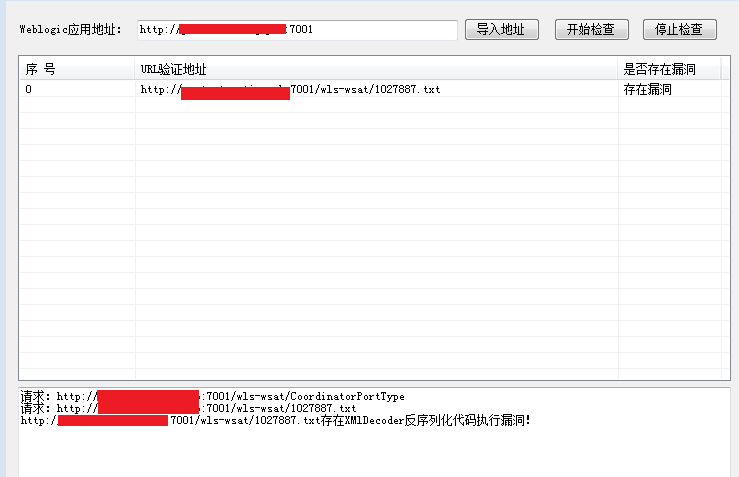 Weblogic应用地址： http:// :7001 导入地址 开始检查 停止检查
序 号 URL验证地址 是否存在漏洞
0 http:// 7001/wls-wsat/1027887.txt 存在漏洞
请求：http:// :7001/wls-wsat/CoordinatorPortType
请求：http:// :7001/wls-wsat/1027887.txt
http:/ 7001/wls-wsat/1027887.txt存在XMlDecoder反序列化代码执行漏洞!